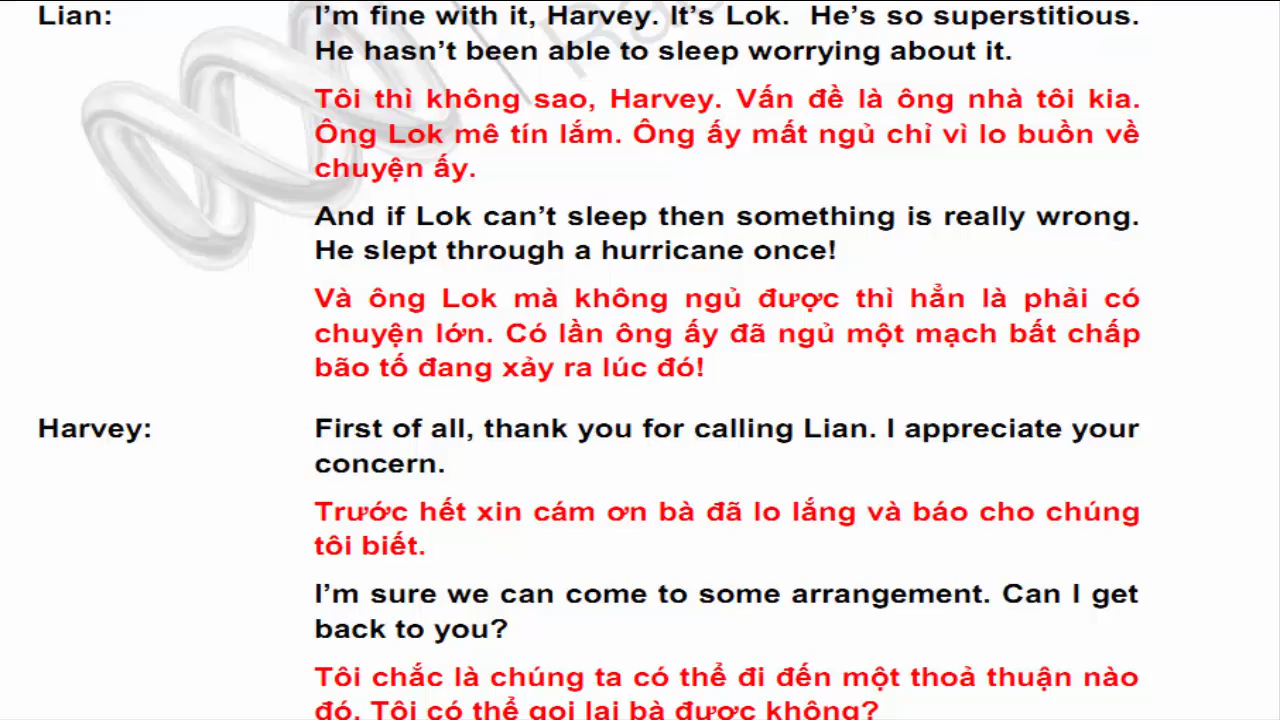 Lian: I’m fine with it, Harvey. It’s Lok. He’s so superstitious.
He hasn’t been able to sleep worrying about it.
Tôi thì không sao, Harvey. Vấn đề là ông nhà tôi kia.
Ông Lok mê tín lắm. Ông ấy mất ngủ chỉ vì lo buồn về
chuyện ấy.
And if Lok can’t sleep then something is really wrong.
He slept through a hurricane once!
Và ông Lok mà không ngủ được thì hẳn là phải có
chuyện lớn. Có lần ông ấy đã ngủ một mạch bất chấp
bão tố đang xảy ra lúc đó!
Harvey: First of all, thank you for calling Lian. I appreciate your
concern.
Trước hết xin cám ơn bà đã lo lắng và báo cho chúng
tôi biết.
I’m sure we can come to some arrangement. Can I get
back to you?
Tôi chắc là chúng ta có thể đi đến một thoả thuận nào
đó. Tôi có thể gọi lại bà được không?